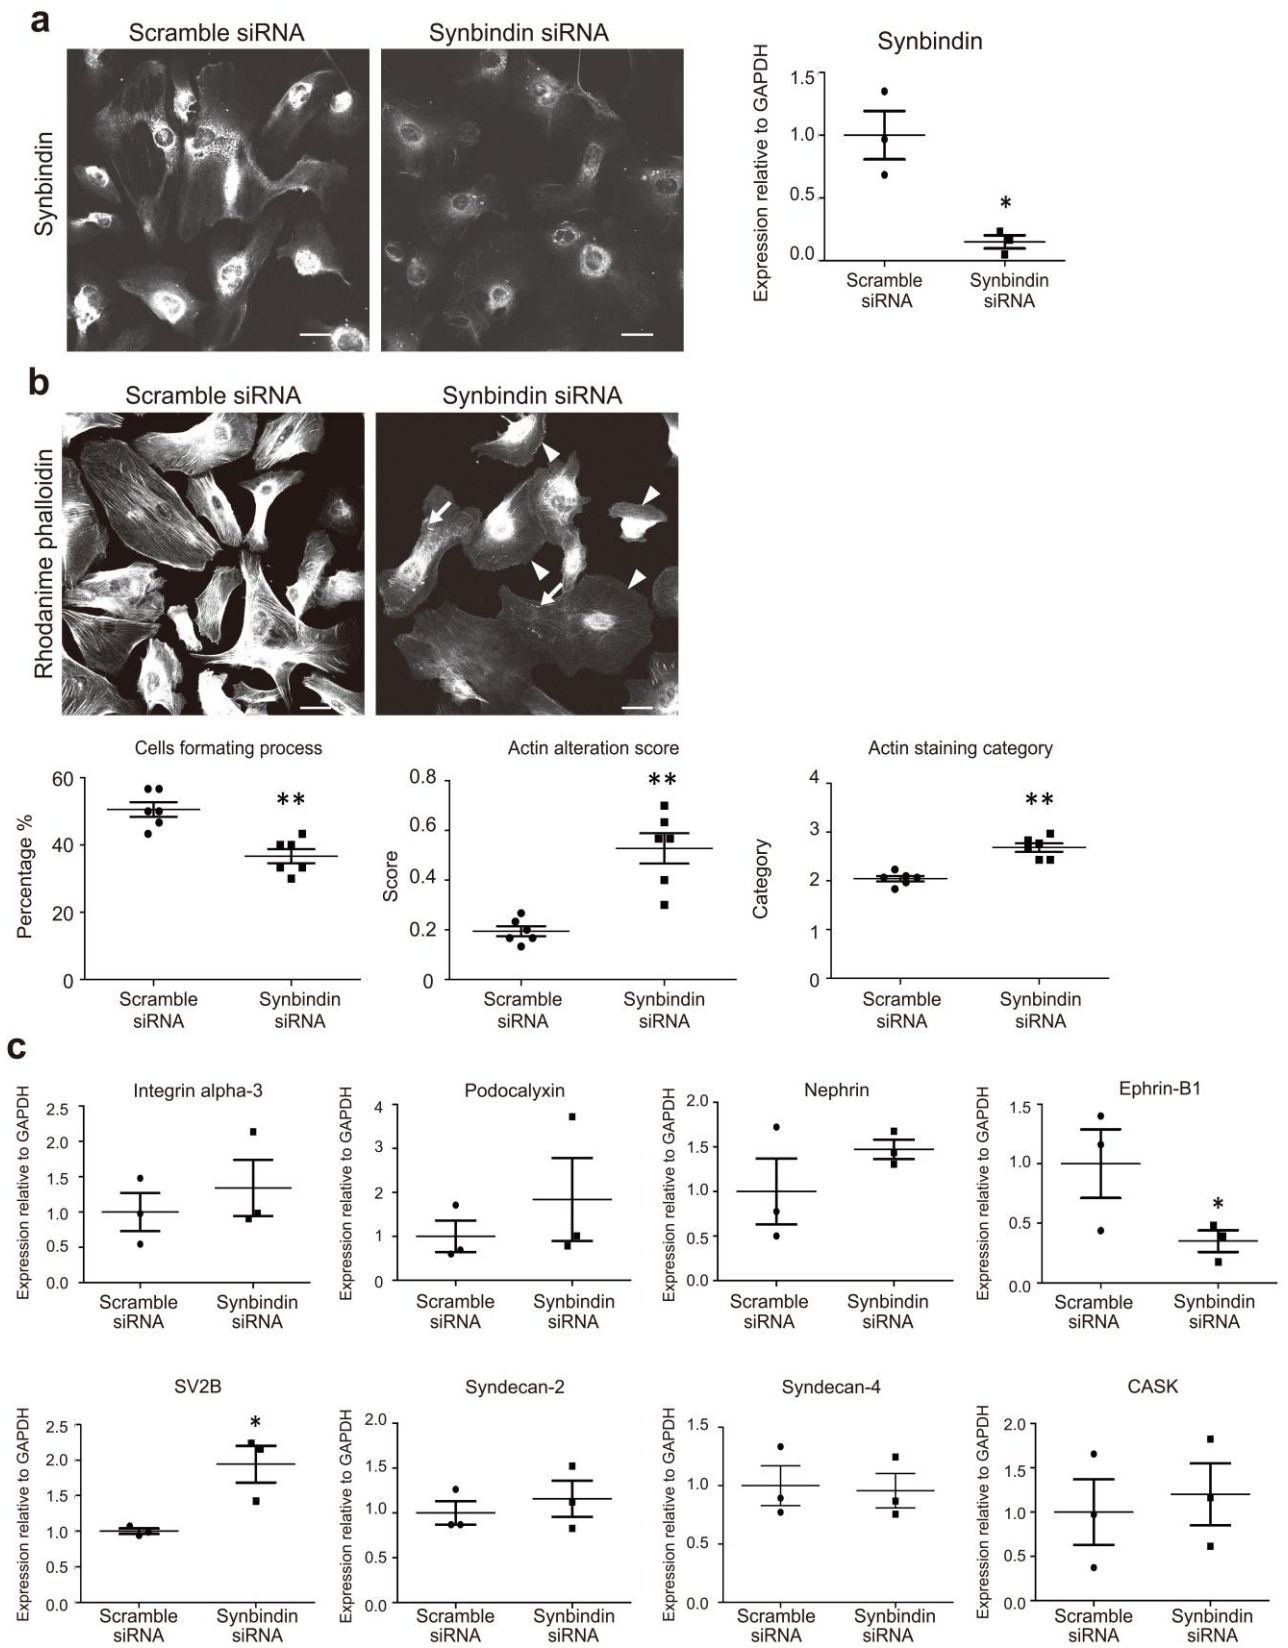 a
Scramble siRNA
Synbindin siRNA
Synbindin
Synbindin
Expression relative to GAPDH
1.5
1.0
0.5
0.0
*
Scramble
siRNA
Synbindin
siRNA
b
Scramble siRNA
Synbindin siRNA
Rhodanime phalloidin
Cells formating process
Percentage %
60
40
20
0
**
Scramble
siRNA
Synbindin
siRNA
Actin alteration score
Score
0.8
0.6
0.4
0.2
0
**
Scramble
siRNA
Synbindin
siRNA
Actin staining category
Category
4
3
2
1
0
**
Scramble
siRNA
Synbindin
siRNA
c
Integrin alpha-3
Expression relative to GAPDH
2.5
2.0
1.5
1.0
0.5
0.0
Scramble
siRNA
Synbindin
siRNA
Podocalyxin
Expression relative to GAPDH
4
3
2
1
0
Scramble
siRNA
Synbindin
siRNA
Nephrin
Expression relative to GAPDH
2.0
1.5
1.0
0.5
0.0
Scramble
siRNA
Synbindin
siRNA
Ephrin-B1
Expression relative to GAPDH
1.5
1.0
0.5
0.0
*
Scramble
siRNA
Synbindin
siRNA
SV2B
Expression relative to GAPDH
2.5
2.0
1.5
1.0
0.5
0.0
*
Scramble
siRNA
Synbindin
siRNA
Syndecan-2
Expression relative to GAPDH
2.0
1.5
1.0
0.5
0.0
Scramble
siRNA
Synbindin
siRNA
Syndecan-4
Expression relative to GAPDH
1.5
1.0
0.5
0.0
Scramble
siRNA
Synbindin
siRNA
CASK
Expression relative to GAPDH
2.0
1.5
1.0
0.5
0.0
Scramble
siRNA
Synbindin
siRNA